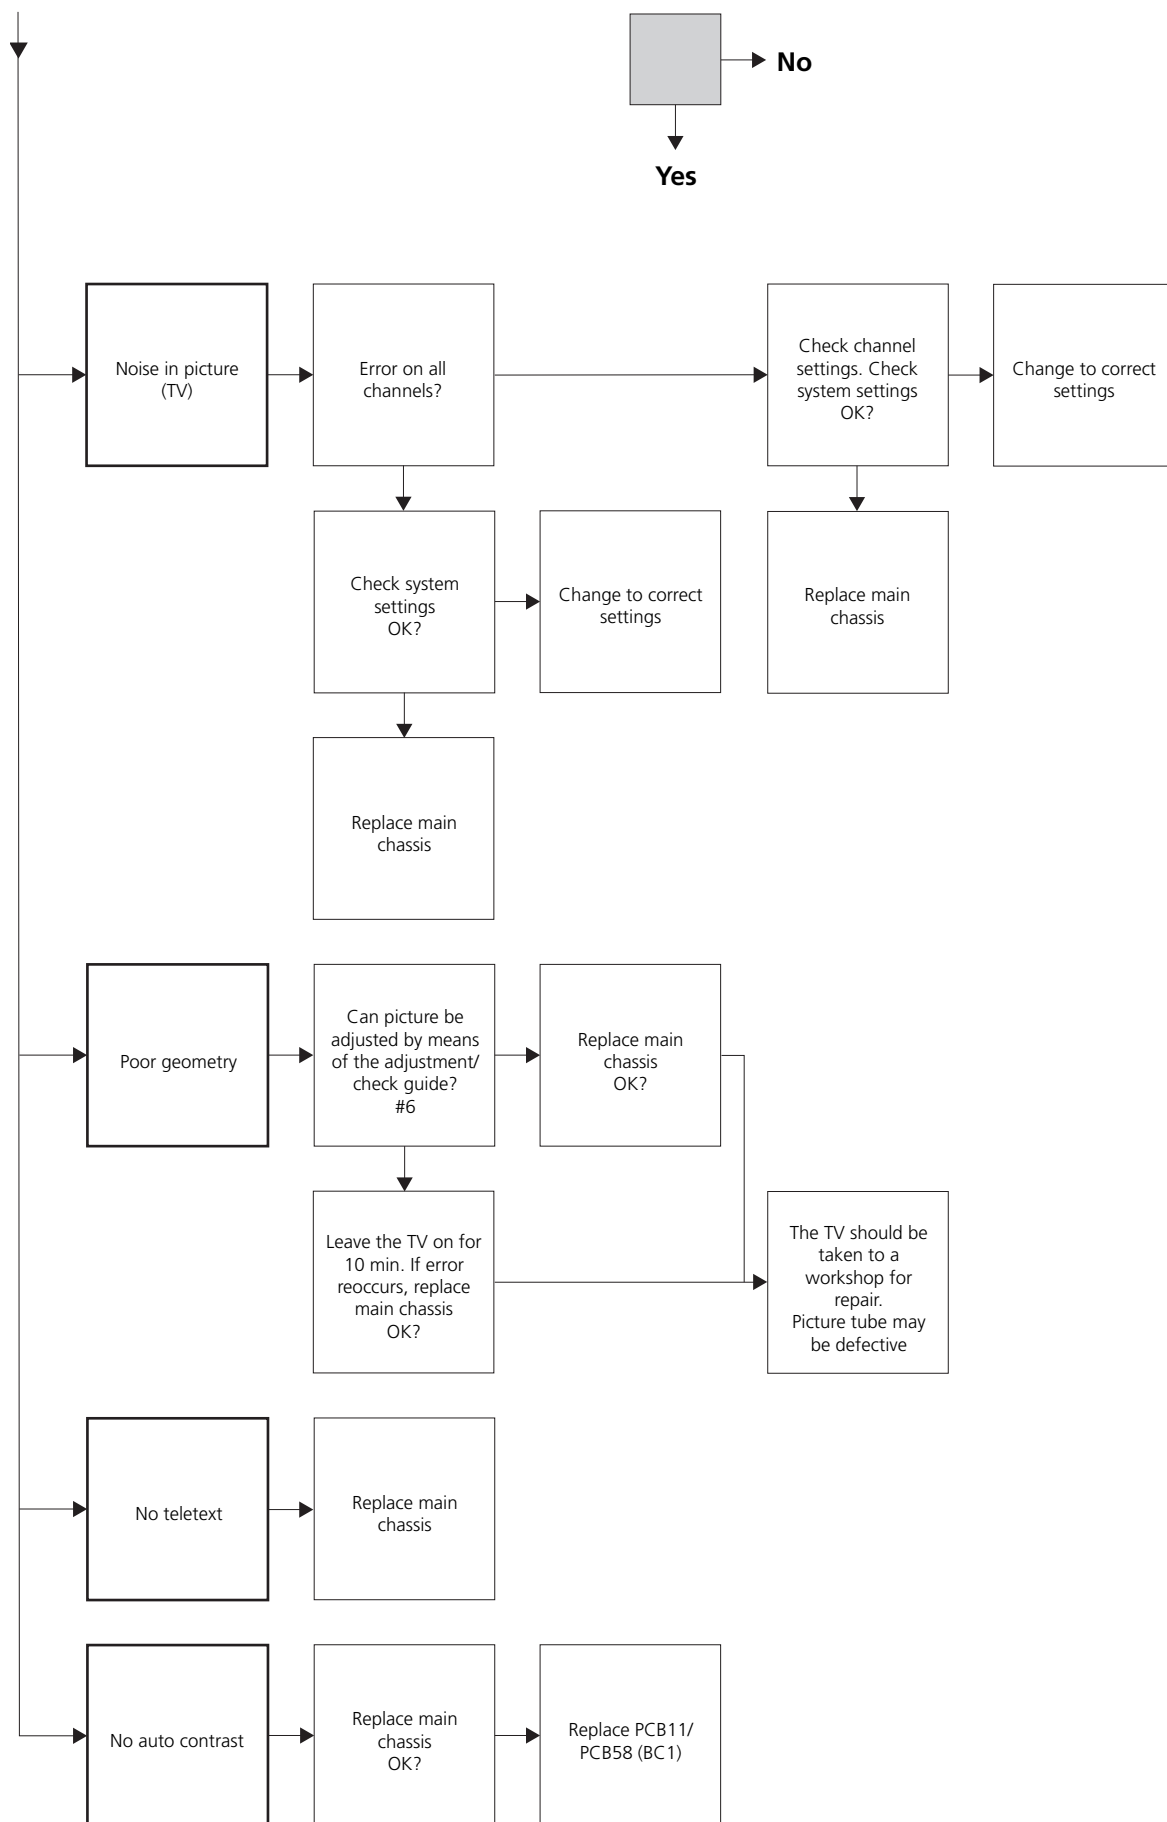 No
Yes
Noise in picture
(TV)
Error on all
channels?
Check channel
settings. Check
system settings
OK?
Change to correct
settings
Check system
settings
OK?
Change to correct
settings
Replace main
chassis
Replace main
chassis
Poor geometry
Can picture be
adjusted by means
of the adjustment/
check guide?
#6
Replace main
chassis
OK?
Leave the TV on for
10 min. If error
reoccurs, replace
main chassis
OK?
The TV should be
taken to a
workshop for
repair.
Picture tube may
be defective
No teletext
Replace main
chassis
No auto contrast
Replace main
chassis
OK?
Replace PCB11/
PCB58 (BC1)